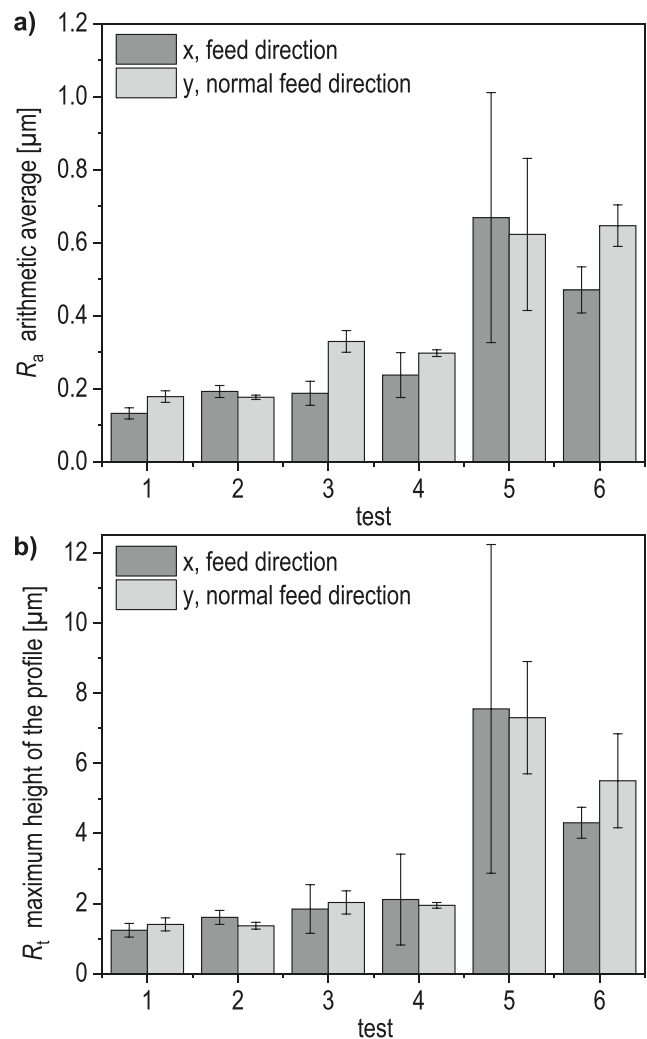 a)
x, feed direction
y, normal feed direction
Ra arithmetic average [µm]
1.2
1.0
0.8
0.6
0.4
0.2
0.0
1 2 3 4 5 6
test
b)
x, feed direction
y, normal feed direction
Rt maximum height of the profile [µm]
12
10
8
6
4
2
0
1 2 3 4 5 6
test